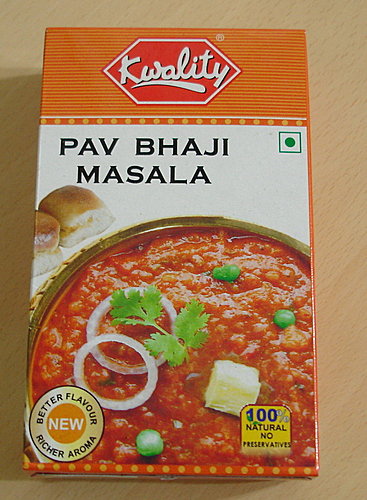 Kwality®
PAV BHAJI
MASALA
BETTER FLAVOUR
NEW
RICHER AROMA
100%
NATURAL
NO
PRESERVATIVES